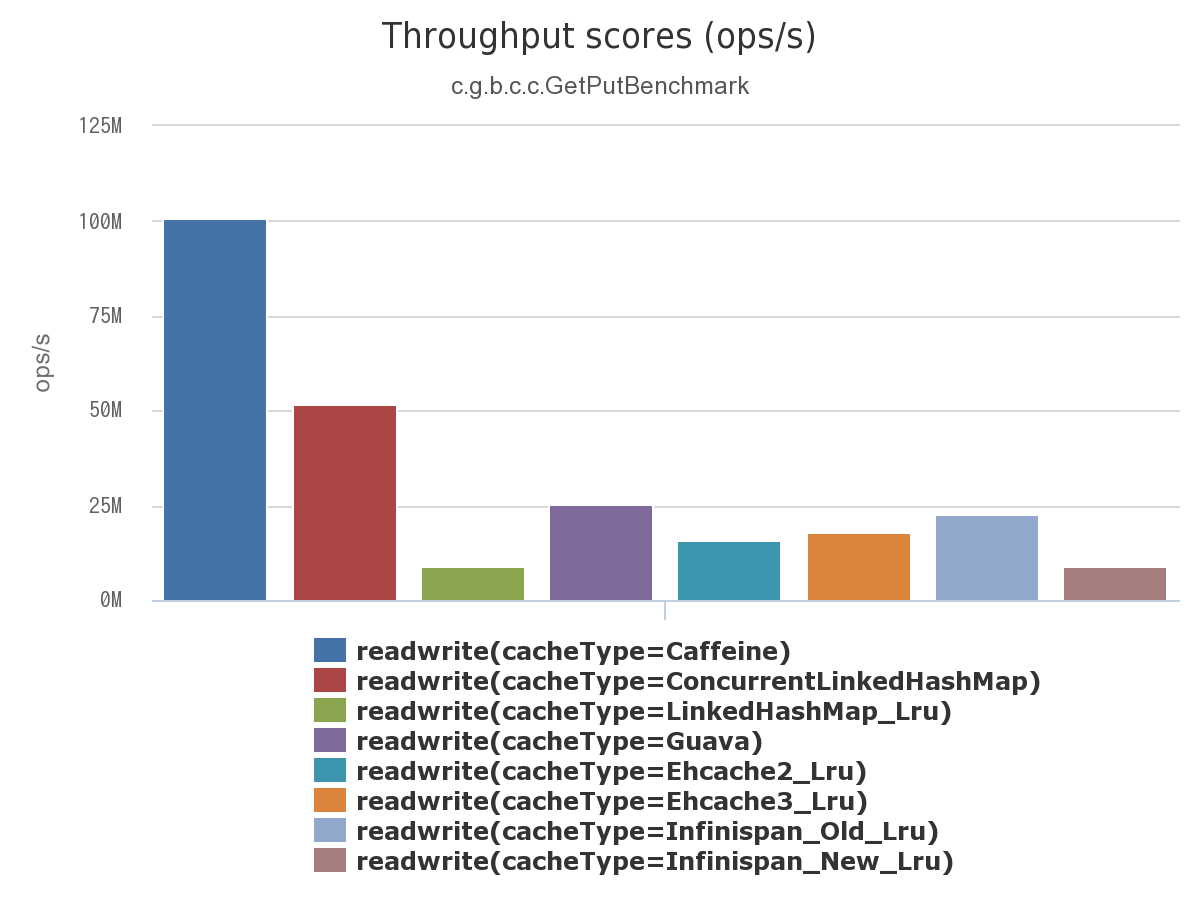 Throughput scores (ops/s)
c.g.b.c.c.GetPutBenchmark
125M
100M
75M
50M
25M
0M
ops/s
readwrite(cacheType=Caffeine)
readwrite(cacheType=ConcurrentLinkedHashMap)
readwrite(cacheType=LinkedHashMap_Lru)
readwrite(cacheType=Guava)
readwrite(cacheType=Ehcache2_Lru)
readwrite(cacheType=Ehcache3_Lru)
readwrite(cacheType=Infinispan_Old_Lru)
readwrite(cacheType=Infinispan_New_Lru)